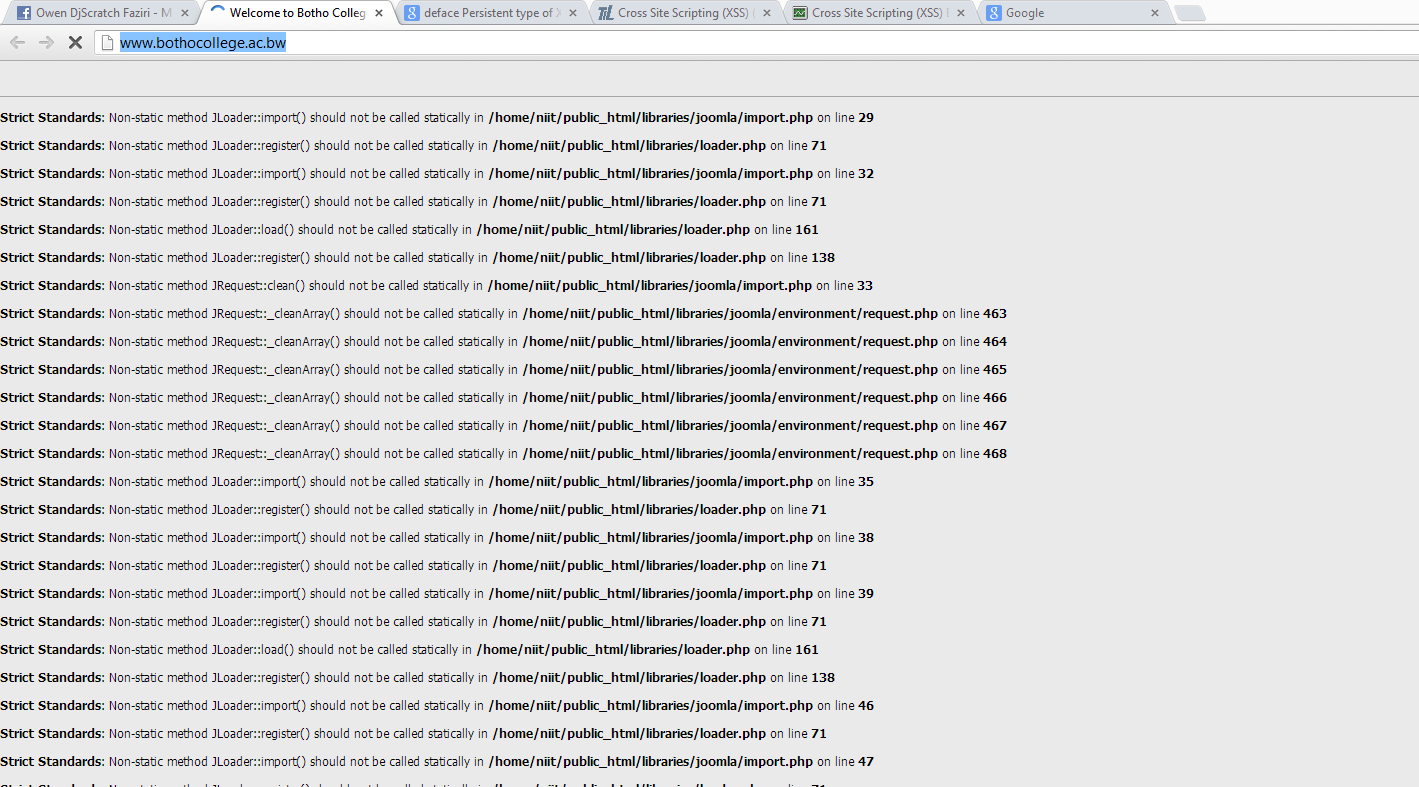 Owen DjScratch Faziri - M
Welcome to Botho Colleg
deface Persistent type of X
Cross Site Scripting (XSS) (
Cross Site Scripting (XSS) |
Google
www.bothocollege.ac.bw
Strict Standards: Non-static method JLoader::import() should not be called statically in /home/niit/public_html/libraries/joomla/import.php on line 29
Strict Standards: Non-static method JLoader::register() should not be called statically in /home/niit/public_html/libraries/loader.php on line 71
Strict Standards: Non-static method JLoader::import() should not be called statically in /home/niit/public_html/libraries/joomla/import.php on line 32
Strict Standards: Non-static method JLoader::register() should not be called statically in /home/niit/public_html/libraries/loader.php on line 71
Strict Standards: Non-static method JLoader::load() should not be called statically in /home/niit/public_html/libraries/loader.php on line 161
Strict Standards: Non-static method JLoader::register() should not be called statically in /home/niit/public_html/libraries/loader.php on line 138
Strict Standards: Non-static method JRequest::clean() should not be called statically in /home/niit/public_html/libraries/joomla/import.php on line 33
Strict Standards: Non-static method JRequest::_cleanArray() should not be called statically in /home/niit/public_html/libraries/joomla/environment/request.php on line 463
Strict Standards: Non-static method JRequest::_cleanArray() should not be called statically in /home/niit/public_html/libraries/joomla/environment/request.php on line 464
Strict Standards: Non-static method JRequest::_cleanArray() should not be called statically in /home/niit/public_html/libraries/joomla/environment/request.php on line 465
Strict Standards: Non-static method JRequest::_cleanArray() should not be called statically in /home/niit/public_html/libraries/joomla/environment/request.php on line 466
Strict Standards: Non-static method JRequest::_cleanArray() should not be called statically in /home/niit/public_html/libraries/joomla/environment/request.php on line 467
Strict Standards: Non-static method JRequest::_cleanArray() should not be called statically in /home/niit/public_html/libraries/joomla/environment/request.php on line 468
Strict Standards: Non-static method JLoader::import() should not be called statically in /home/niit/public_html/libraries/joomla/import.php on line 35
Strict Standards: Non-static method JLoader::register() should not be called statically in /home/niit/public_html/libraries/loader.php on line 71
Strict Standards: Non-static method JLoader::import() should not be called statically in /home/niit/public_html/libraries/joomla/import.php on line 38
Strict Standards: Non-static method JLoader::register() should not be called statically in /home/niit/public_html/libraries/loader.php on line 71
Strict Standards: Non-static method JLoader::import() should not be called statically in /home/niit/public_html/libraries/joomla/import.php on line 39
Strict Standards: Non-static method JLoader::register() should not be called statically in /home/niit/public_html/libraries/loader.php on line 71
Strict Standards: Non-static method JLoader::load() should not be called statically in /home/niit/public_html/libraries/loader.php on line 161
Strict Standards: Non-static method JLoader::register() should not be called statically in /home/niit/public_html/libraries/loader.php on line 138
Strict Standards: Non-static method JLoader::import() should not be called statically in /home/niit/public_html/libraries/joomla/import.php on line 46
Strict Standards: Non-static method JLoader::register() should not be called statically in /home/niit/public_html/libraries/loader.php on line 71
Strict Standards: Non-static method JLoader::import() should not be called statically in /home/niit/public_html/libraries/joomla/import.php on line 47